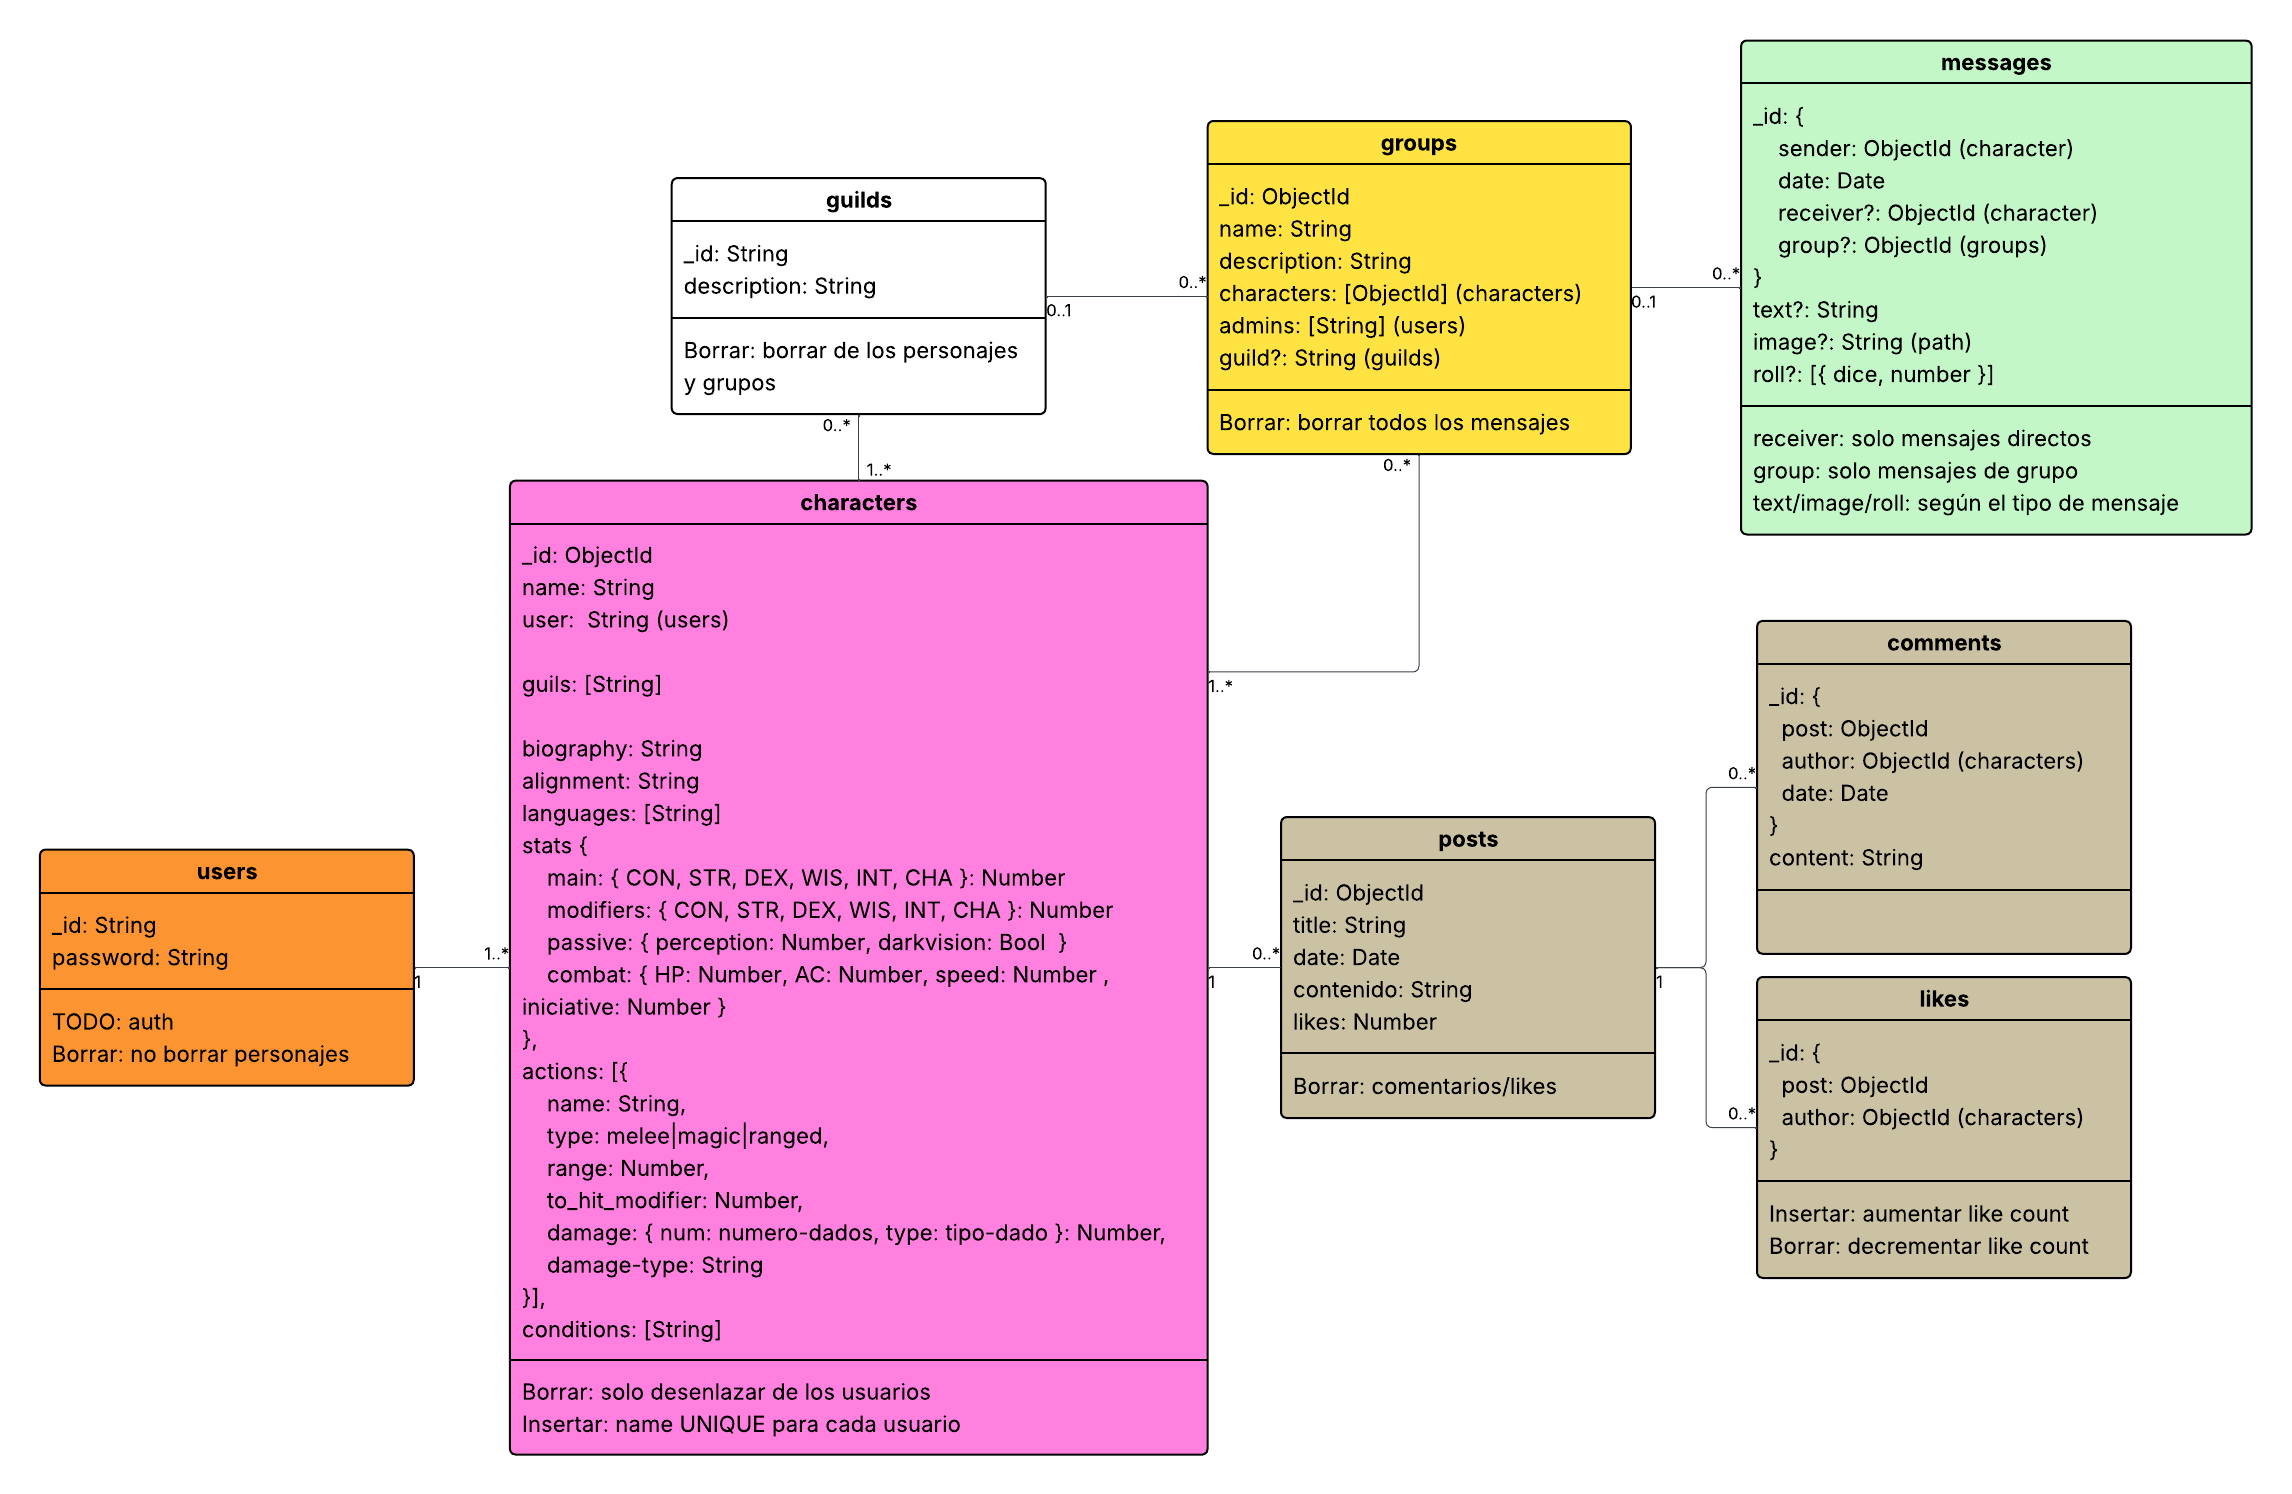 messages
_id: {
sender: ObjectId (character)
date: Date
receiver?: ObjectId (character)
group?: ObjectId (groups)
}
text?: String
image?: String (path)
roll?: [{ dice, number }]
receiver: solo mensajes directos
group: solo mensajes de grupo
text/image/roll: según el tipo de mensaje
groups
_id: ObjectId
name: String
description: String
characters: [ObjectId] (characters)
admins: [String] (users)
guild?: String (guilds)
Borrar: borrar todos los mensajes
0..*
0..1
guilds
_id: String
description: String
Borrar: borrar de los personajes
y grupos
0..*
0..1
0..*
1..*
0..*
1..*
characters
_id: ObjectId
name: String
user:  String (users)
guils: [String]
biography: String
alignment: String
languages: [String]
stats {
main: { CON, STR, DEX, WIS, INT, CHA }: Number
modifiers: { CON, STR, DEX, WIS, INT, CHA }: Number
passive: { perception: Number, darkvision: Bool  }
combat: { HP: Number, AC: Number, speed: Number ,
iniciative: Number }
},
actions: [{
name: String,
type: melee|magic|ranged,
range: Number,
to_hit_modifier: Number,
damage: { num: numero-dados, type: tipo-dado }: Number,
damage-type: String
}],
conditions: [String]
Borrar: solo desenlazar de los usuarios
Insertar: name UNIQUE para cada usuario
users
_id: String
password: String
TODO: auth
Borrar: no borrar personajes
1..*
1
0..*
1
posts
_id: ObjectId
title: String
date: Date
contenido: String
likes: Number
Borrar: comentarios/likes
1
0..*
0..*
comments
_id: {
post: ObjectId
author: ObjectId (characters)
date: Date
}
content: String
likes
_id: {
post: ObjectId
author: ObjectId (characters)
}
Insertar: aumentar like count
Borrar: decrementar like count